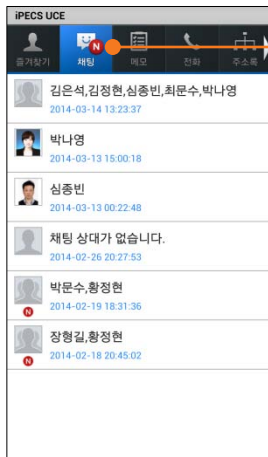 iPECS UCE
즐겨찾기 채팅 N 메모 전화 주소록
김은석,김정현,심종빈,최문수,박나영
2014-03-14 13:23:37
박나영
2014-03-13 15:00:18
심종빈
2014-03-13 00:22:48
채팅 상대가 없습니다.
2014-02-26 20:27:53
박문수,황정현
N 2014-02-19 18:31:36
장형길,황정현
N 2014-02-18 20:45:02